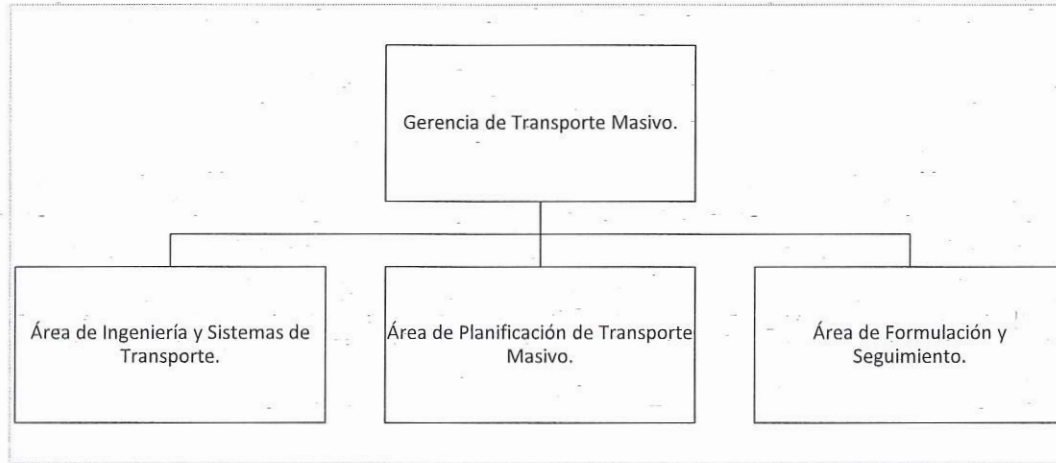 Gerencia de Transporte Masivo.
Área de Ingeniería y Sistemas de
Transporte.
Área de Planificación de Transporte
Masivo.
Área de Formulación y
Seguimiento.